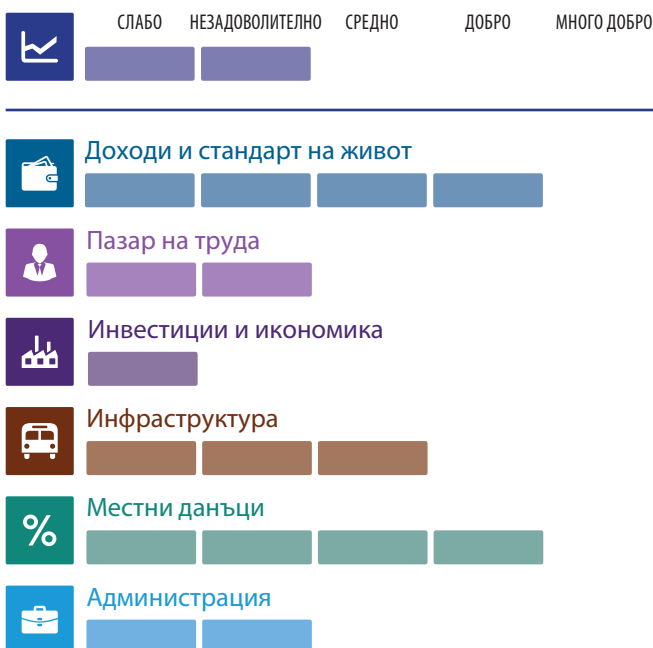 СЛАБО НЕЗАДОВОЛИТЕЛНО СРЕДНО ДОБРО МНОГО ДОБРО
Доходи и стандарт на живот
Пазар на труда
Инвестиции и икономика
Инфраструктура
Местни данъци
%
Администрация